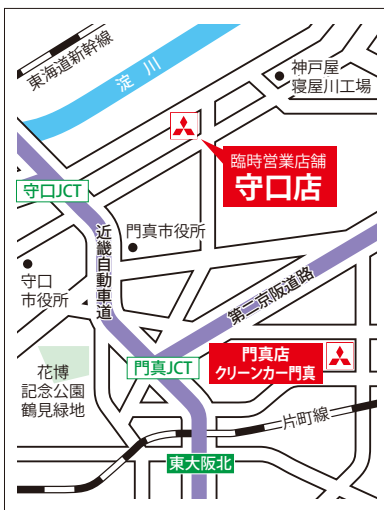 東海道新幹線
淀川
神戸屋
寝屋川工場
臨時営業店舗
守口店
守口JCT
近畿自動車道
門真市役所
守口
市役所
第二京阪道路
花博
記念公園
鶴見緑地
門真JCT
門真店
クリーンカー門真
片町線
東大阪北